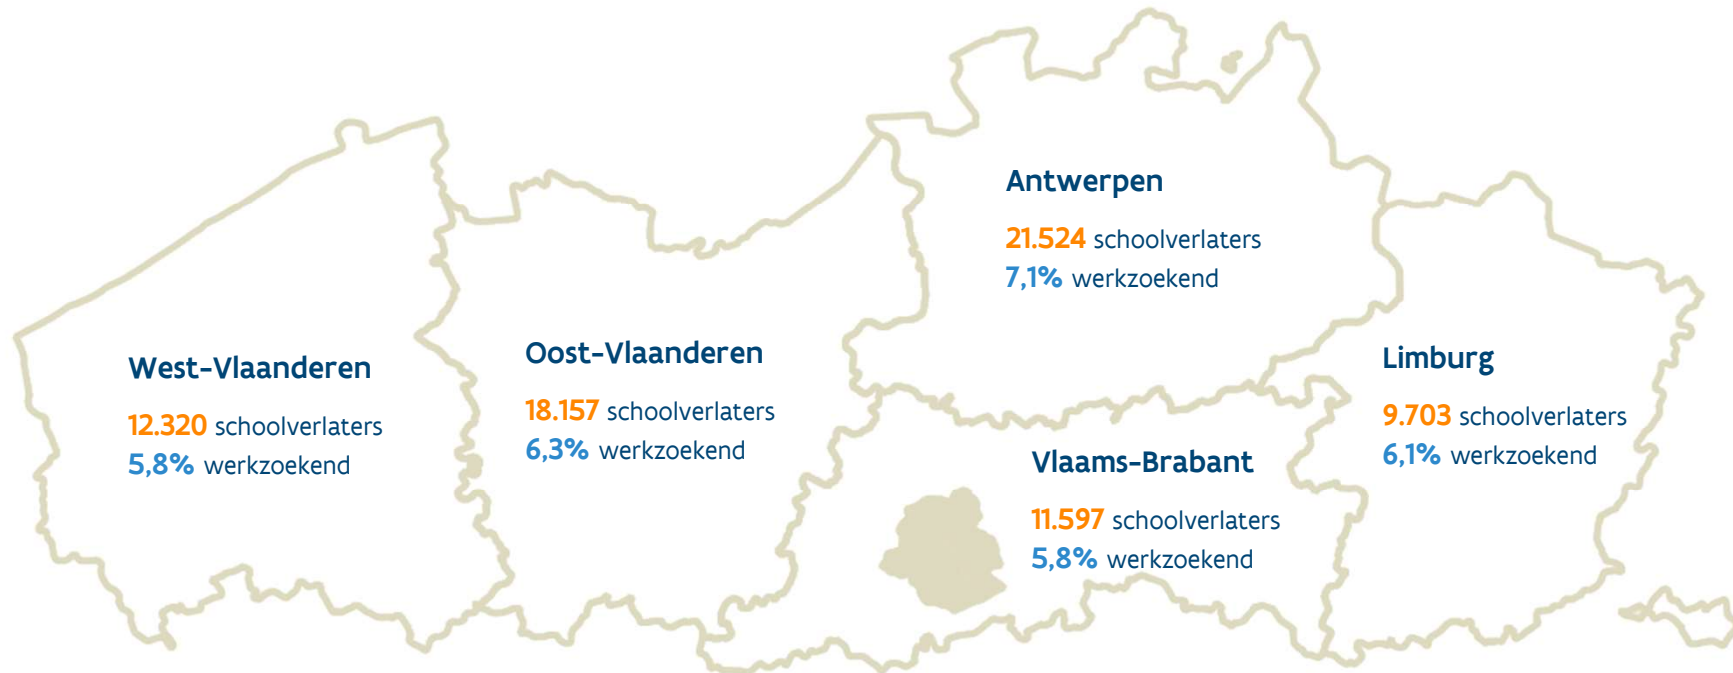 Antwerpen
21.524 schoolverlaters
7,1% werkzoekend
West-Vlaanderen
12.320 schoolverlaters
5,8% werkzoekend
Oost-Vlaanderen
18.157 schoolverlaters
6,3% werkzoekend
Limburg
9.703 schoolverlaters
6,1% werkzoekend
Vlaams-Brabant
11.597 schoolverlaters
5,8% werkzoekend